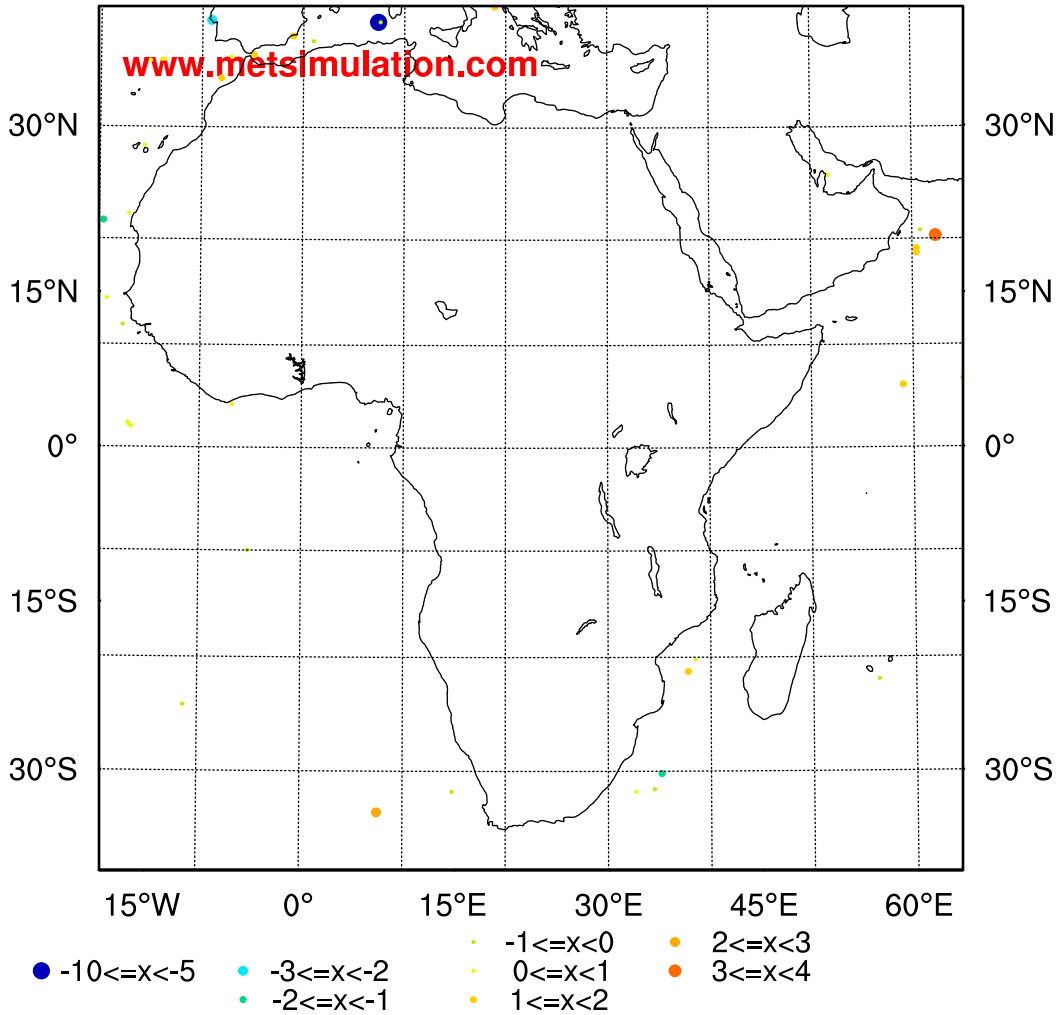 www.metsimulation.com
30°N 30°N
15°N 15°N
0° 0°
15°S 15°S
30°S 30°S
15°W 0° 15°E 30°E 45°E 60°E
-1<=x<0 2<=x<3
-10<=x<-5 -3<=x<-2 0<=x<1 3<=x<4
-2<=x<-1 1<=x<2